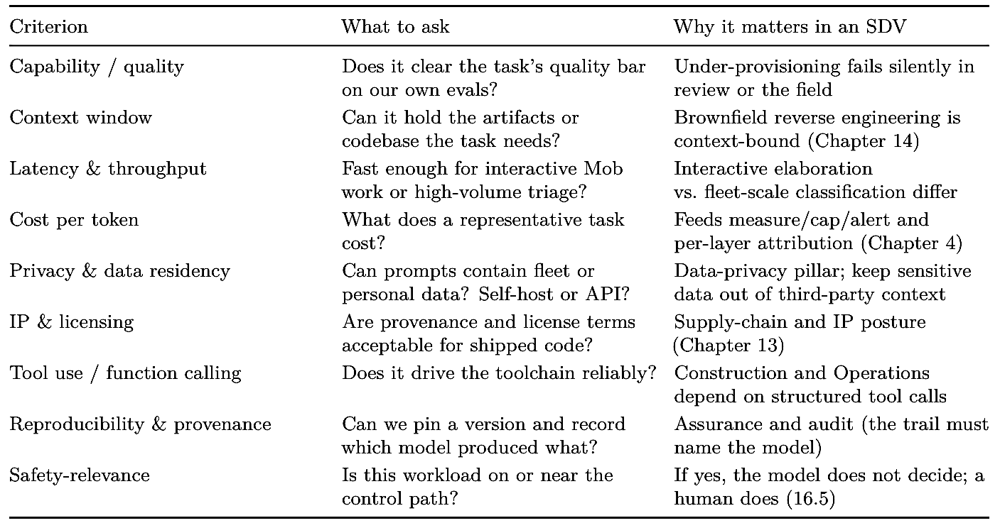 Criterion What to ask Why it matters in an SDV
Capability / quality Does it clear the task's quality bar Under-provisioning fails silently in
on our own evals? review or the field
Context window Can it hold the artifacts or Brownfield reverse engineering is
codebase the task needs? context-bound (Chapter 14)
Latency & throughput Fast enough for interactive Mob Interactive elaboration
work or high-volume triage? vs. fleet-scale classification differ
Cost per token What does a representative task Feeds measure/cap/alert and
cost? per-layer attribution (Chapter 4)
Privacy & data residency Can prompts contain fleet or Data-privacy pillar; keep sensitive
personal data? Self-host or API? data out of third-party context
IP & licensing Are provenance and license terms Supply-chain and IP posture
acceptable for shipped code? (Chapter 13)
Tool use / function calling Does it drive the toolchain reliably? Construction and Operations
depend on structured tool calls
Reproducibility & provenance Can we pin a version and record Assurance and audit (the trail must
which model produced what? name the model)
Safety-relevance Is this workload on or near the If yes, the model does not decide; a
control path? human does (16.5)